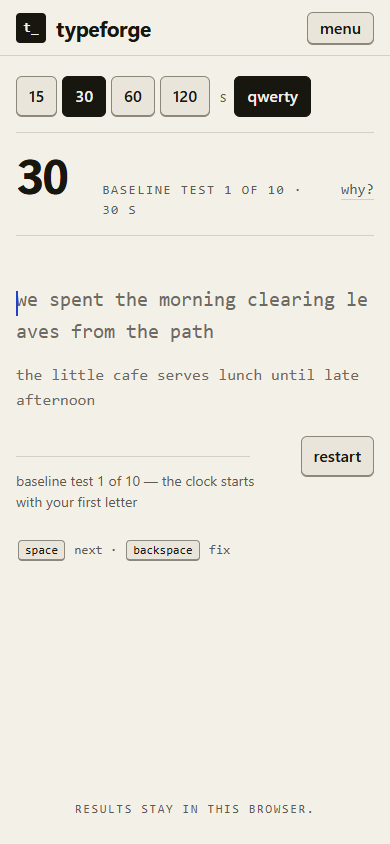 t_ typeforge menu
15 30 60 120 s qwerty
30 BASELINE TEST 1 OF 10 · why?
30 S
we spent the morning clearing le
aves from the path
the little cafe serves lunch until late
afternoon
restart
baseline test 1 of 10 — the clock starts
with your first letter
space next · backspace fix
RESULTS STAY IN THIS BROWSER.